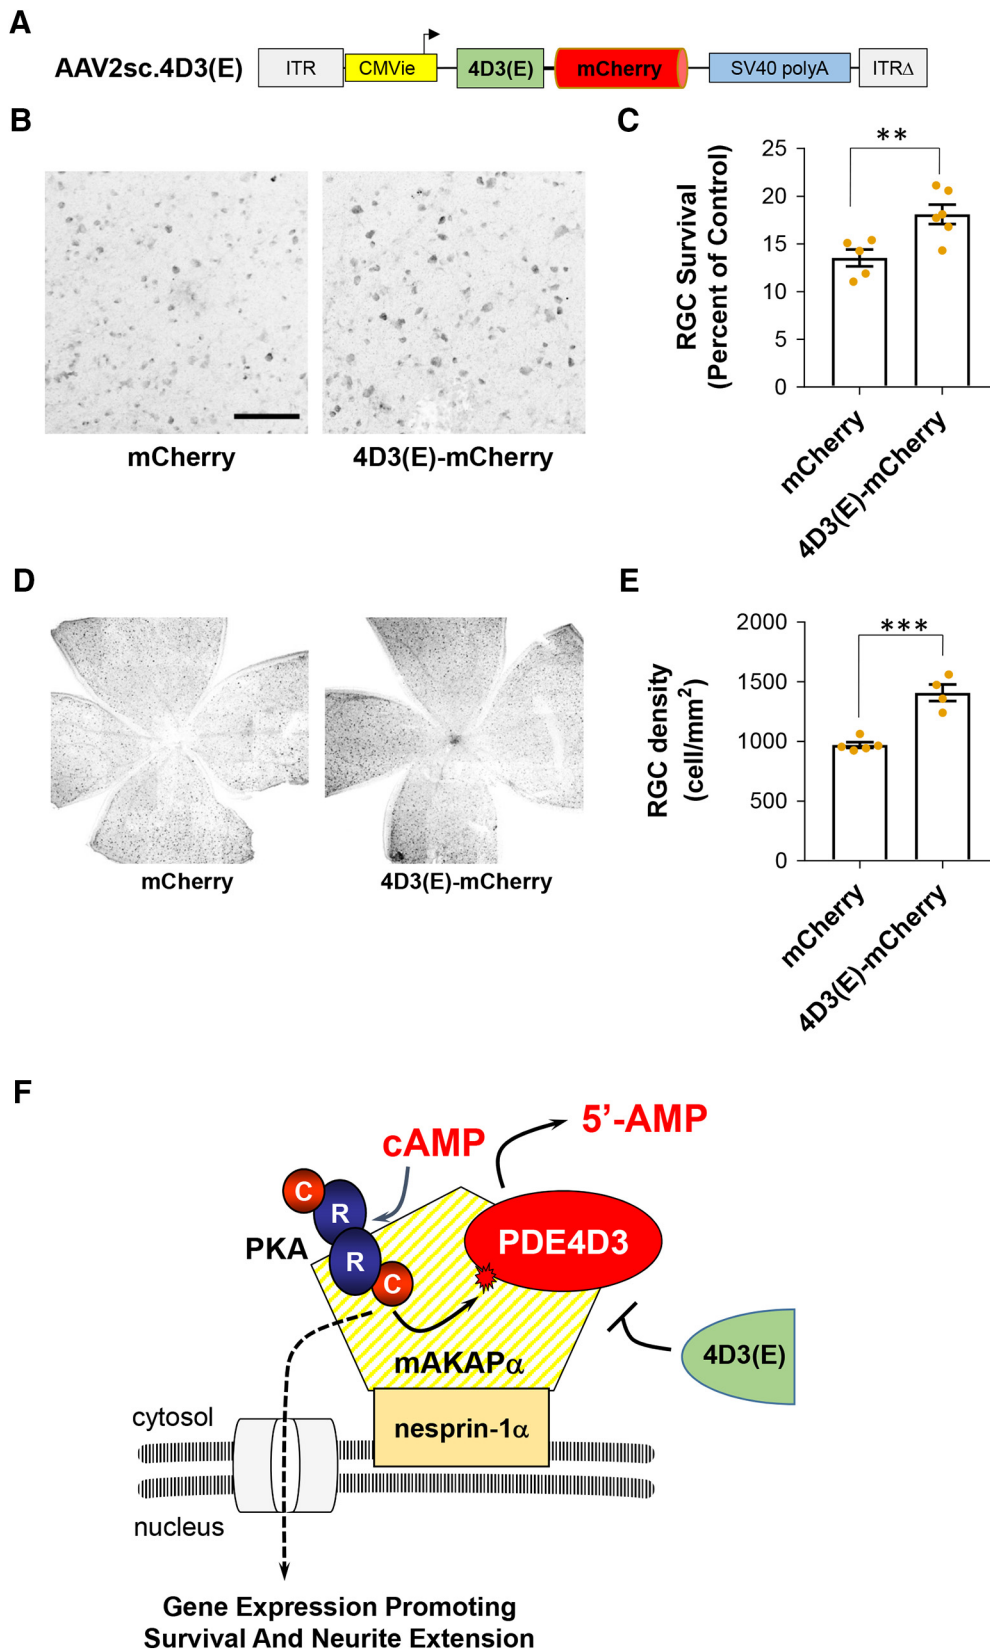 A
AAV2sc.4D3(E)
ITR
CMVie
4D3(E)
mCherry
SV40 polyA
ITRΔ
B
mCherry
4D3(E)-mCherry
C
**
RGC Survival
(Percent of Control)
25
20
15
10
5
0
mCherry
4D3(E)-mCherry
D
mCherry
4D3(E)-mCherry
E
***
RGC density
(cell/mm²)
2000
1500
1000
500
0
mCherry
4D3(E)-mCherry
F
cAMP
5’-AMP
C
R
PKA
R
C
PDE4D3
mAKAPα
4D3(E)
nesprin-1α
cytosol
nucleus
Gene Expression Promoting
Survival And Neurite Extension